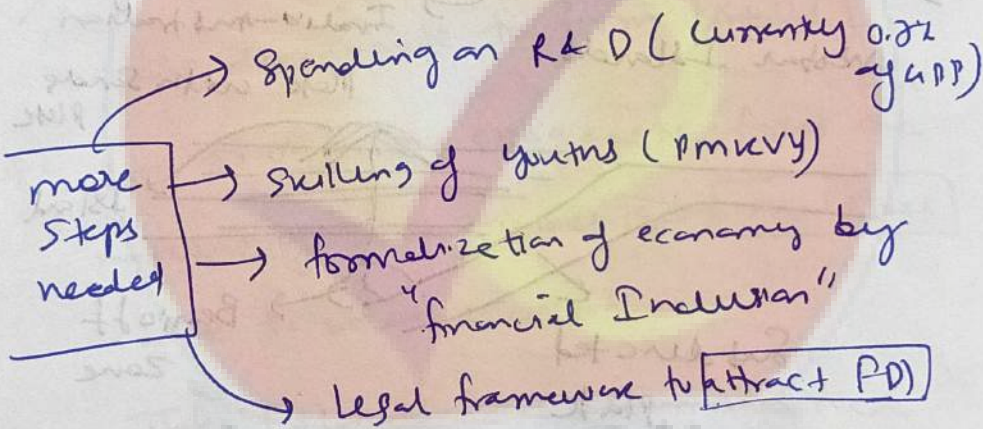 Spending on R & D (Currently 0.7%
of GDP)
more
steps
needed
Skilling of youths (PMKVY)
formalization of economy by
"financial Inclusion"
Legal framework to attract FDI